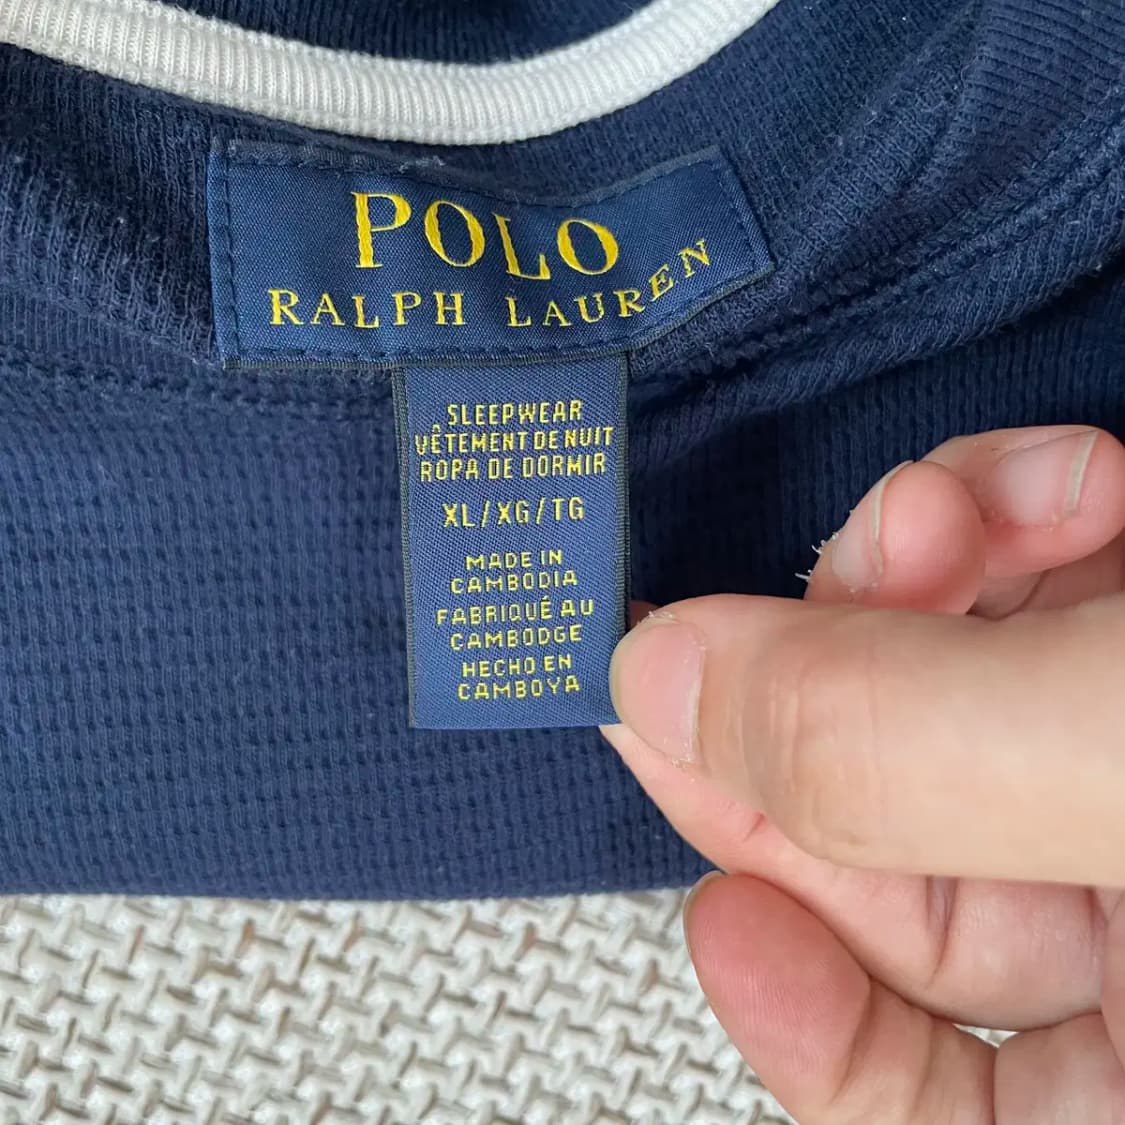 POLO
RALPH LAUREN
SLEEPWEAR
VÊTEMENT DE NUIT
ROPA DE DORMIR
XL/XG/TG
MADE IN
CAMBODIA
FABRIQUÉ AU
CAMBODGE
HECHO EN
CAMBOYA